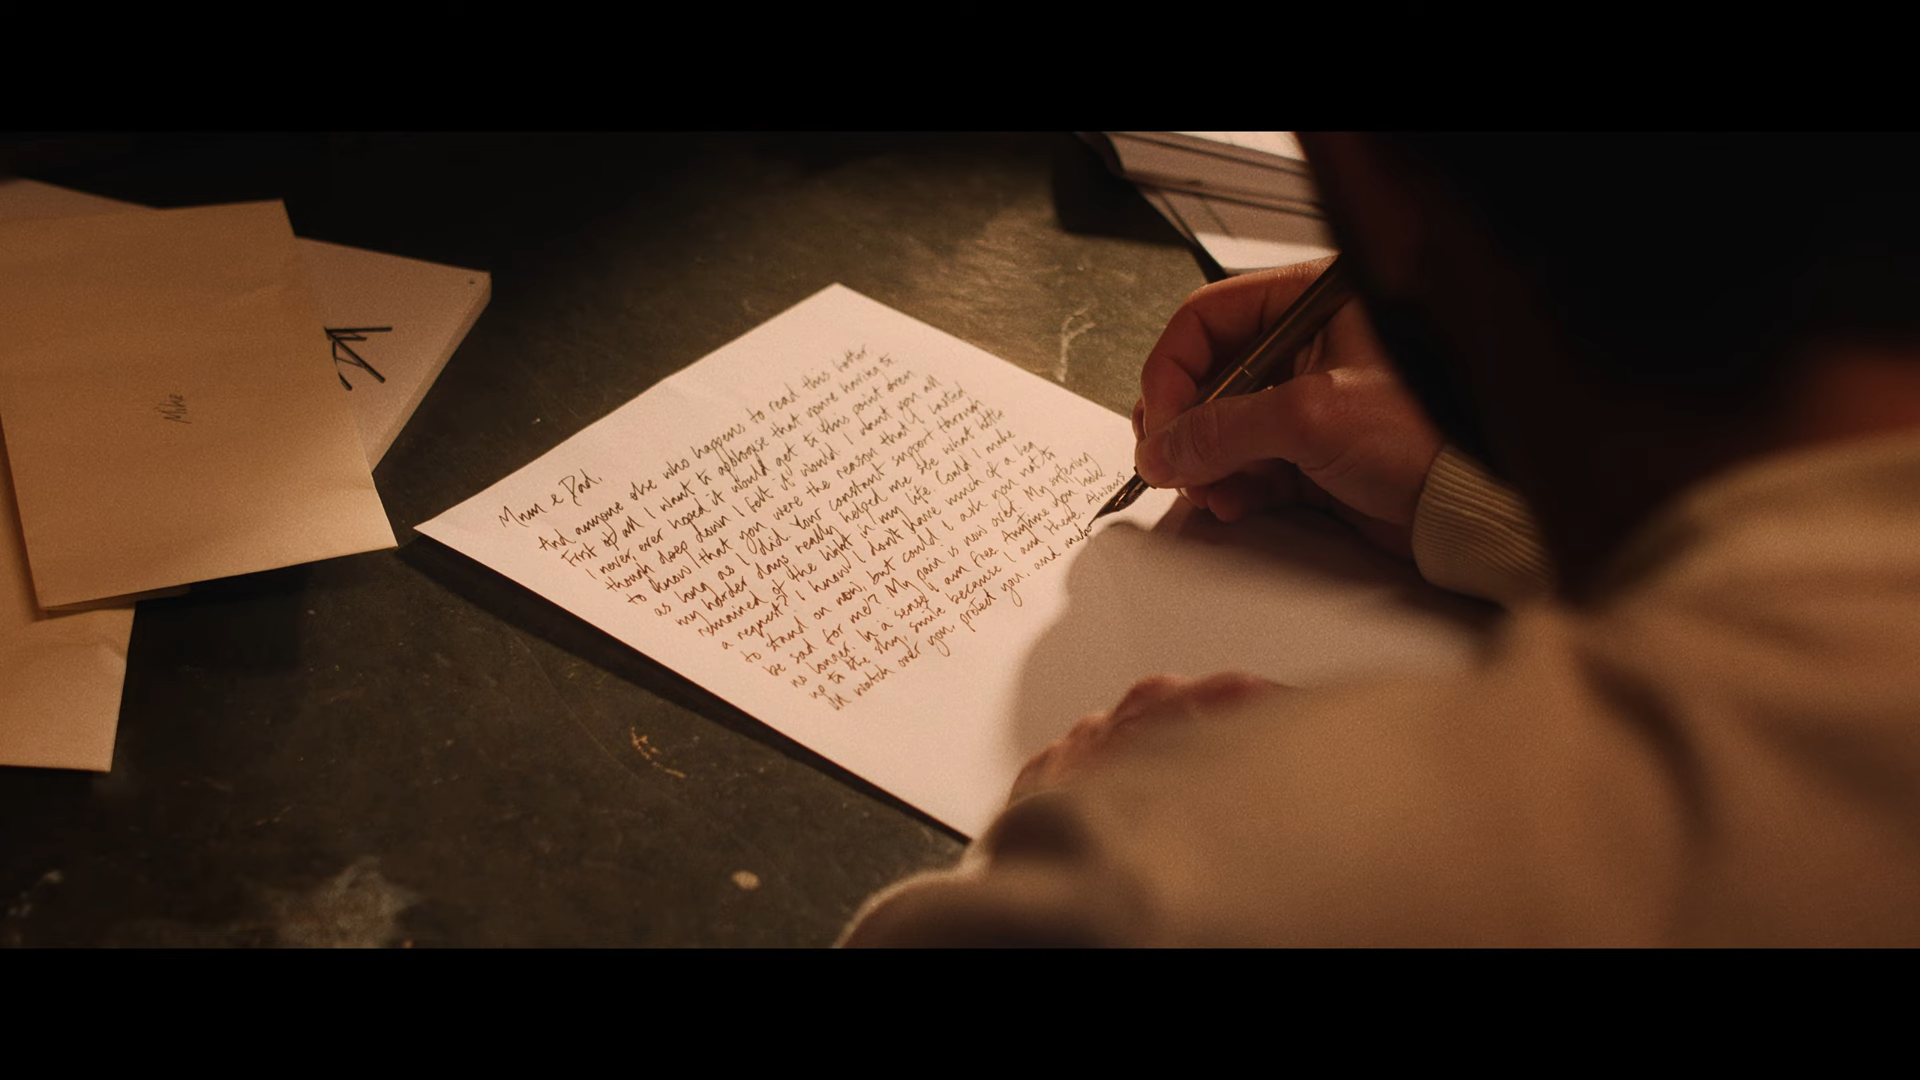 Mike
Mum & Dad,
And anyone else who happens to read this letter
First of all I want to apologise that you're having to
I never, ever hoped it would get to this point even
though deep down I felt it would. I want you all
to know that you were the reason that I lasted
as long as I did. Your constant support through
my harder days really helped me see what little
remained of the light in my life. Could I make
a request? I know I don't have much of a leg
to stand on now, but could I ask you not to
be sad for me? My pain is now over. My suffering
no longer. In a sense I am free. Anytime you look
up to the sky, smile because I am there. Always
I'll watch over you, protect you, and